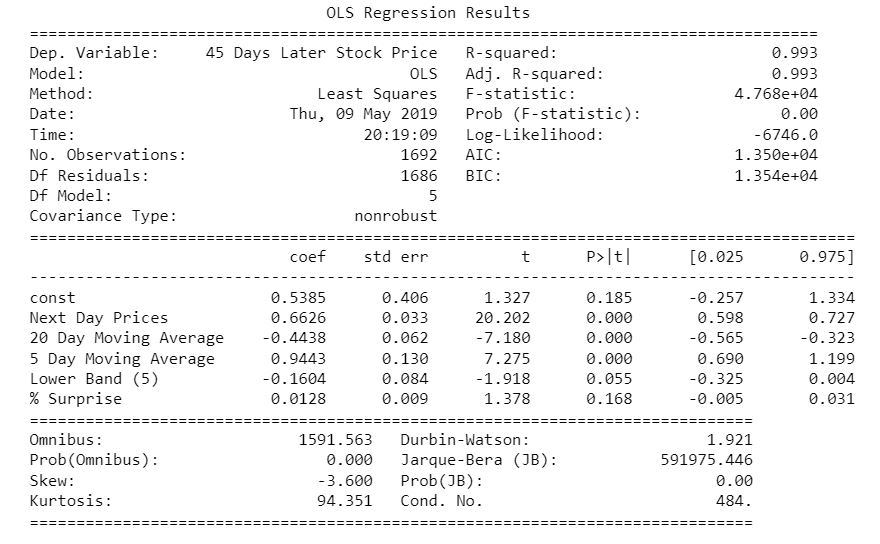 OLS Regression Results
==============================================================================
Dep. Variable: 45 Days Later Stock Price R-squared: 0.993
Model: OLS Adj. R-squared: 0.993
Method: Least Squares F-statistic: 4.768e+04
Date: Thu, 09 May 2019 Prob (F-statistic): 0.00
Time: 20:19:09 Log-Likelihood: -6746.0
No. Observations: 1692 AIC: 1.350e+04
Df Residuals: 1686 BIC: 1.354e+04
Df Model: 5
Covariance Type: nonrobust
==============================================================================
coef std err t P>|t| [0.025 0.975]
------------------------------------------------------------------------------
const 0.5385 0.406 1.327 0.185 -0.257 1.334
Next Day Prices 0.6626 0.033 20.202 0.000 0.598 0.727
20 Day Moving Average -0.4438 0.062 -7.180 0.000 -0.565 -0.323
5 Day Moving Average 0.9443 0.130 7.275 0.000 0.690 1.199
Lower Band (5) -0.1604 0.084 -1.918 0.055 -0.325 0.004
% Surprise 0.0128 0.009 1.378 0.168 -0.005 0.031
==============================================================================
Omnibus: 1591.563 Durbin-Watson: 1.921
Prob(Omnibus): 0.000 Jarque-Bera (JB): 591975.446
Skew: -3.600 Prob(JB): 0.00
Kurtosis: 94.351 Cond. No. 484.
==============================================================================